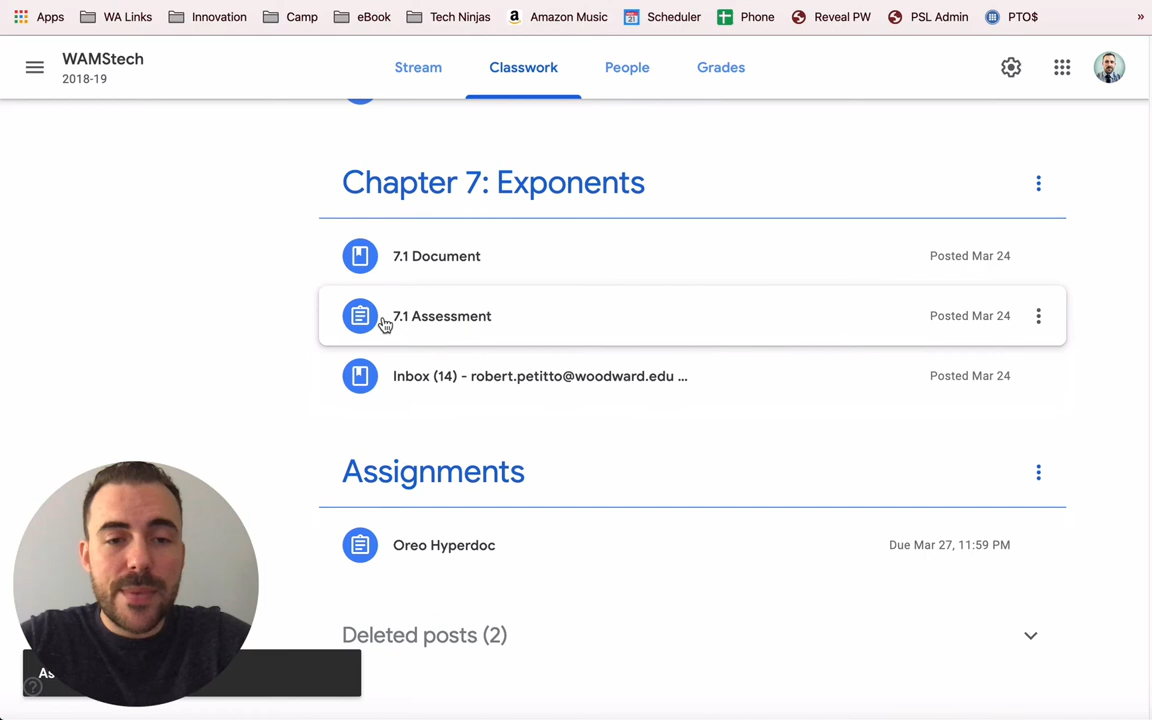 Apps WA Links Innovation Camp eBook Tech Ninjas Amazon Music 21 Scheduler Phone Reveal PW PSL Admin PTO$ »
WAMStech
2018-19
Stream Classwork People Grades
Chapter 7: Exponents
7.1 Document Posted Mar 24
7.1 Assessment Posted Mar 24
Inbox (14) - robert.petitto@woodward.edu ... Posted Mar 24
Assignments
Oreo Hyperdoc Due Mar 27, 11:59 PM
Deleted posts (2)
As
?